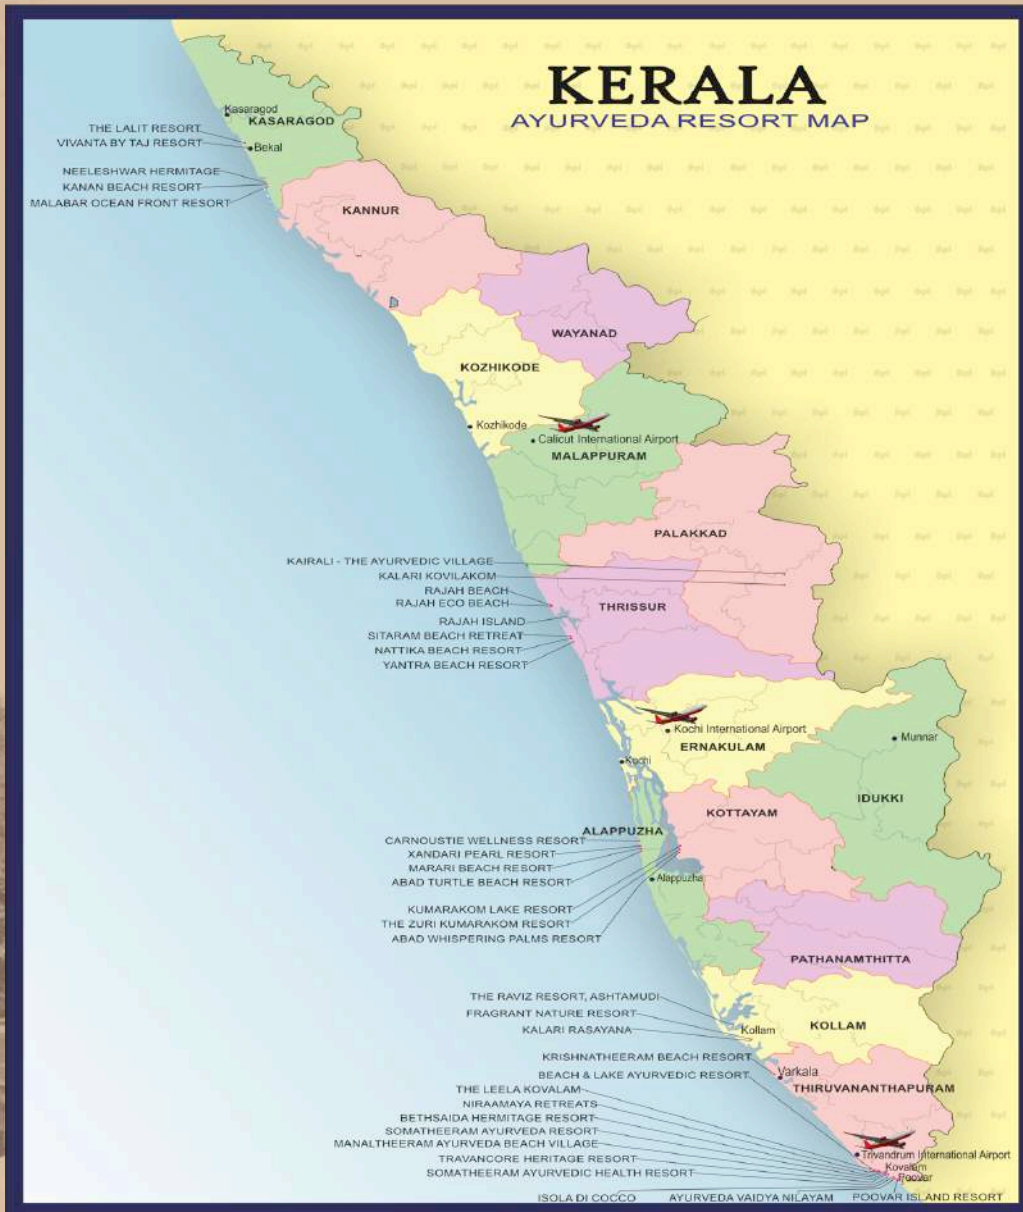 KERALA
AYURVEDA RESORT MAP
Kasaragod
KASARAGOD
THE LALIT RESORT
VIVANTA BY TAJ RESORT
Bekal
NEELESHWAR HERMITAGE
KANAN BEACH RESORT
MALABAR OCEAN FRONT RESORT
KANNUR
WAYANAD
KOZHIKODE
Kozhikode
Calicut International Airport
MALAPPURAM
PALAKKAD
KAIRALI - THE AYURVEDIC VILLAGE
KALARI KOVILAKOM
RAJAH BEACH
RAJAH ECO BEACH
THRISSUR
RAJAH ISLAND
SITARAM BEACH RETREAT
NATTIKA BEACH RESORT
YANTRA BEACH RESORT
Kochi International Airport
ERNAKULAM
Munnar
Kochi
IDUKKI
KOTTAYAM
ALAPPUZHA
CARNOUSTIE WELLNESS RESORT
XANDARI PEARL RESORT
MARARI BEACH RESORT
ABAD TURTLE BEACH RESORT
Alappuzha
KUMARAKOM LAKE RESORT
THE ZURI KUMARAKOM RESORT
ABAD WHISPERING PALMS RESORT
PATHANAMTHITTA
THE RAVIZ RESORT, ASHTAMUDI
FRAGRANT NATURE RESORT
KALARI RASAYANA
Kollam
KOLLAM
KRISHNATHEERAM BEACH RESORT
BEACH & LAKE AYURVEDIC RESORT
Varkala
THIRUVANANTHAPURAM
THE LEELA KOVALAM
NIRAAMAYA RETREATS
BETHSAIDA HERMITAGE RESORT
SOMATHEERAM AYURVEDA RESORT
MANALTHEERAM AYURVEDA BEACH VILLAGE
TRAVANCORE HERITAGE RESORT
SOMATHEERAM AYURVEDIC HEALTH RESORT
Trivandrum International Airport
Kovalam
Poovar
ISOLA DI COCCO
AYURVEDA VAIDYA NILAYAM
POOVAR ISLAND RESORT